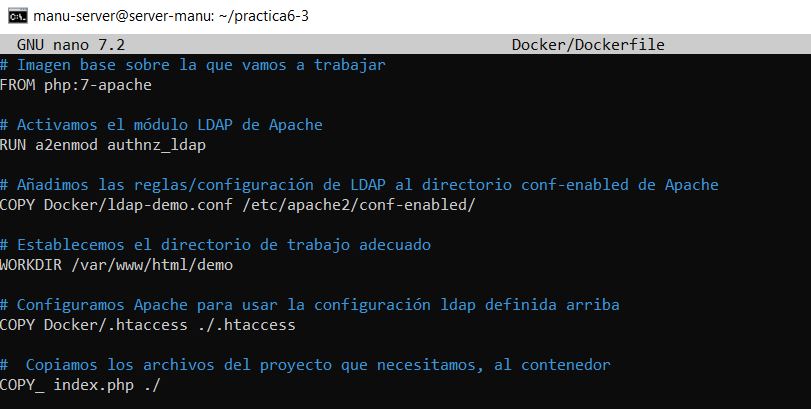 manu-server@server-manu: ~/practica6-3
GNU nano 7.2 Docker/Dockerfile
# Imagen base sobre la que vamos a trabajar
FROM php:7-apache
# Activamos el módulo LDAP de Apache
RUN a2enmod authnz_ldap
# Añadimos las reglas/configuración de LDAP al directorio conf-enabled de Apache
COPY Docker/ldap-demo.conf /etc/apache2/conf-enabled/
# Establecemos el directorio de trabajo adecuado
WORKDIR /var/www/html/demo
# Configuramos Apache para usar la configuración ldap definida arriba
COPY Docker/.htaccess ./.htaccess
#  Copiamos los archivos del proyecto que necesitamos, al contenedor
COPY_ index.php ./